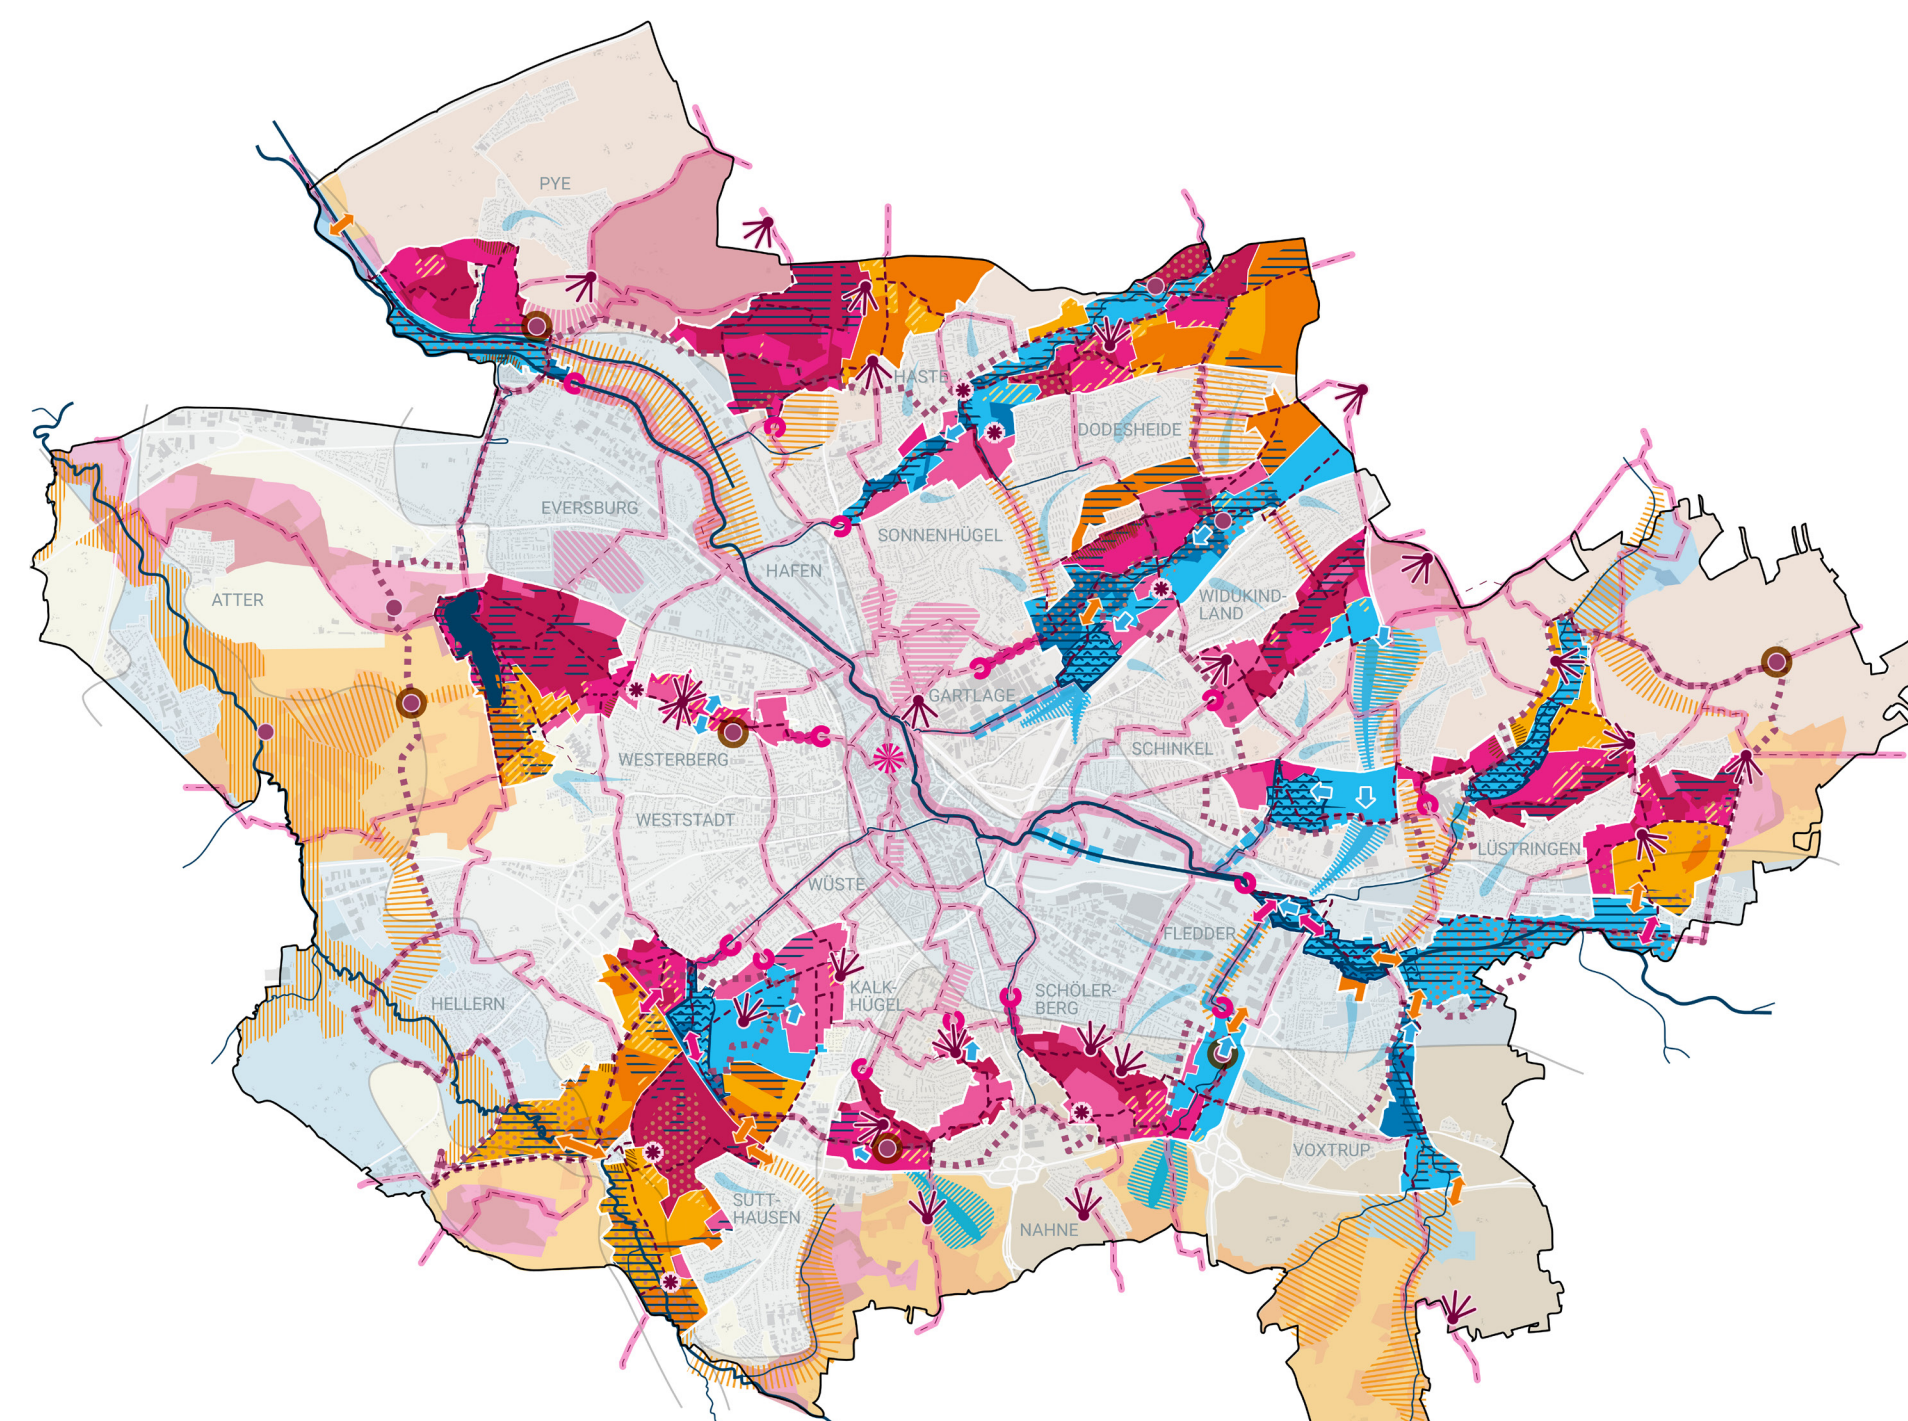 PYE
HASTE
DODESHEIDE
EVERSBURG
SONNENHÜGEL
HAFEN
ATTER
WIDUKIND-
LAND
GARTLAGE
WESTERBERG
SCHINKEL
WESTSTADT
LÜSTRINGEN
WÜSTE
FLEDDER
HELLERN
KALK-
HÜGEL
SCHÖLER-
BERG
VOXTRUP
SUTT-
HAUSEN
NAHNE